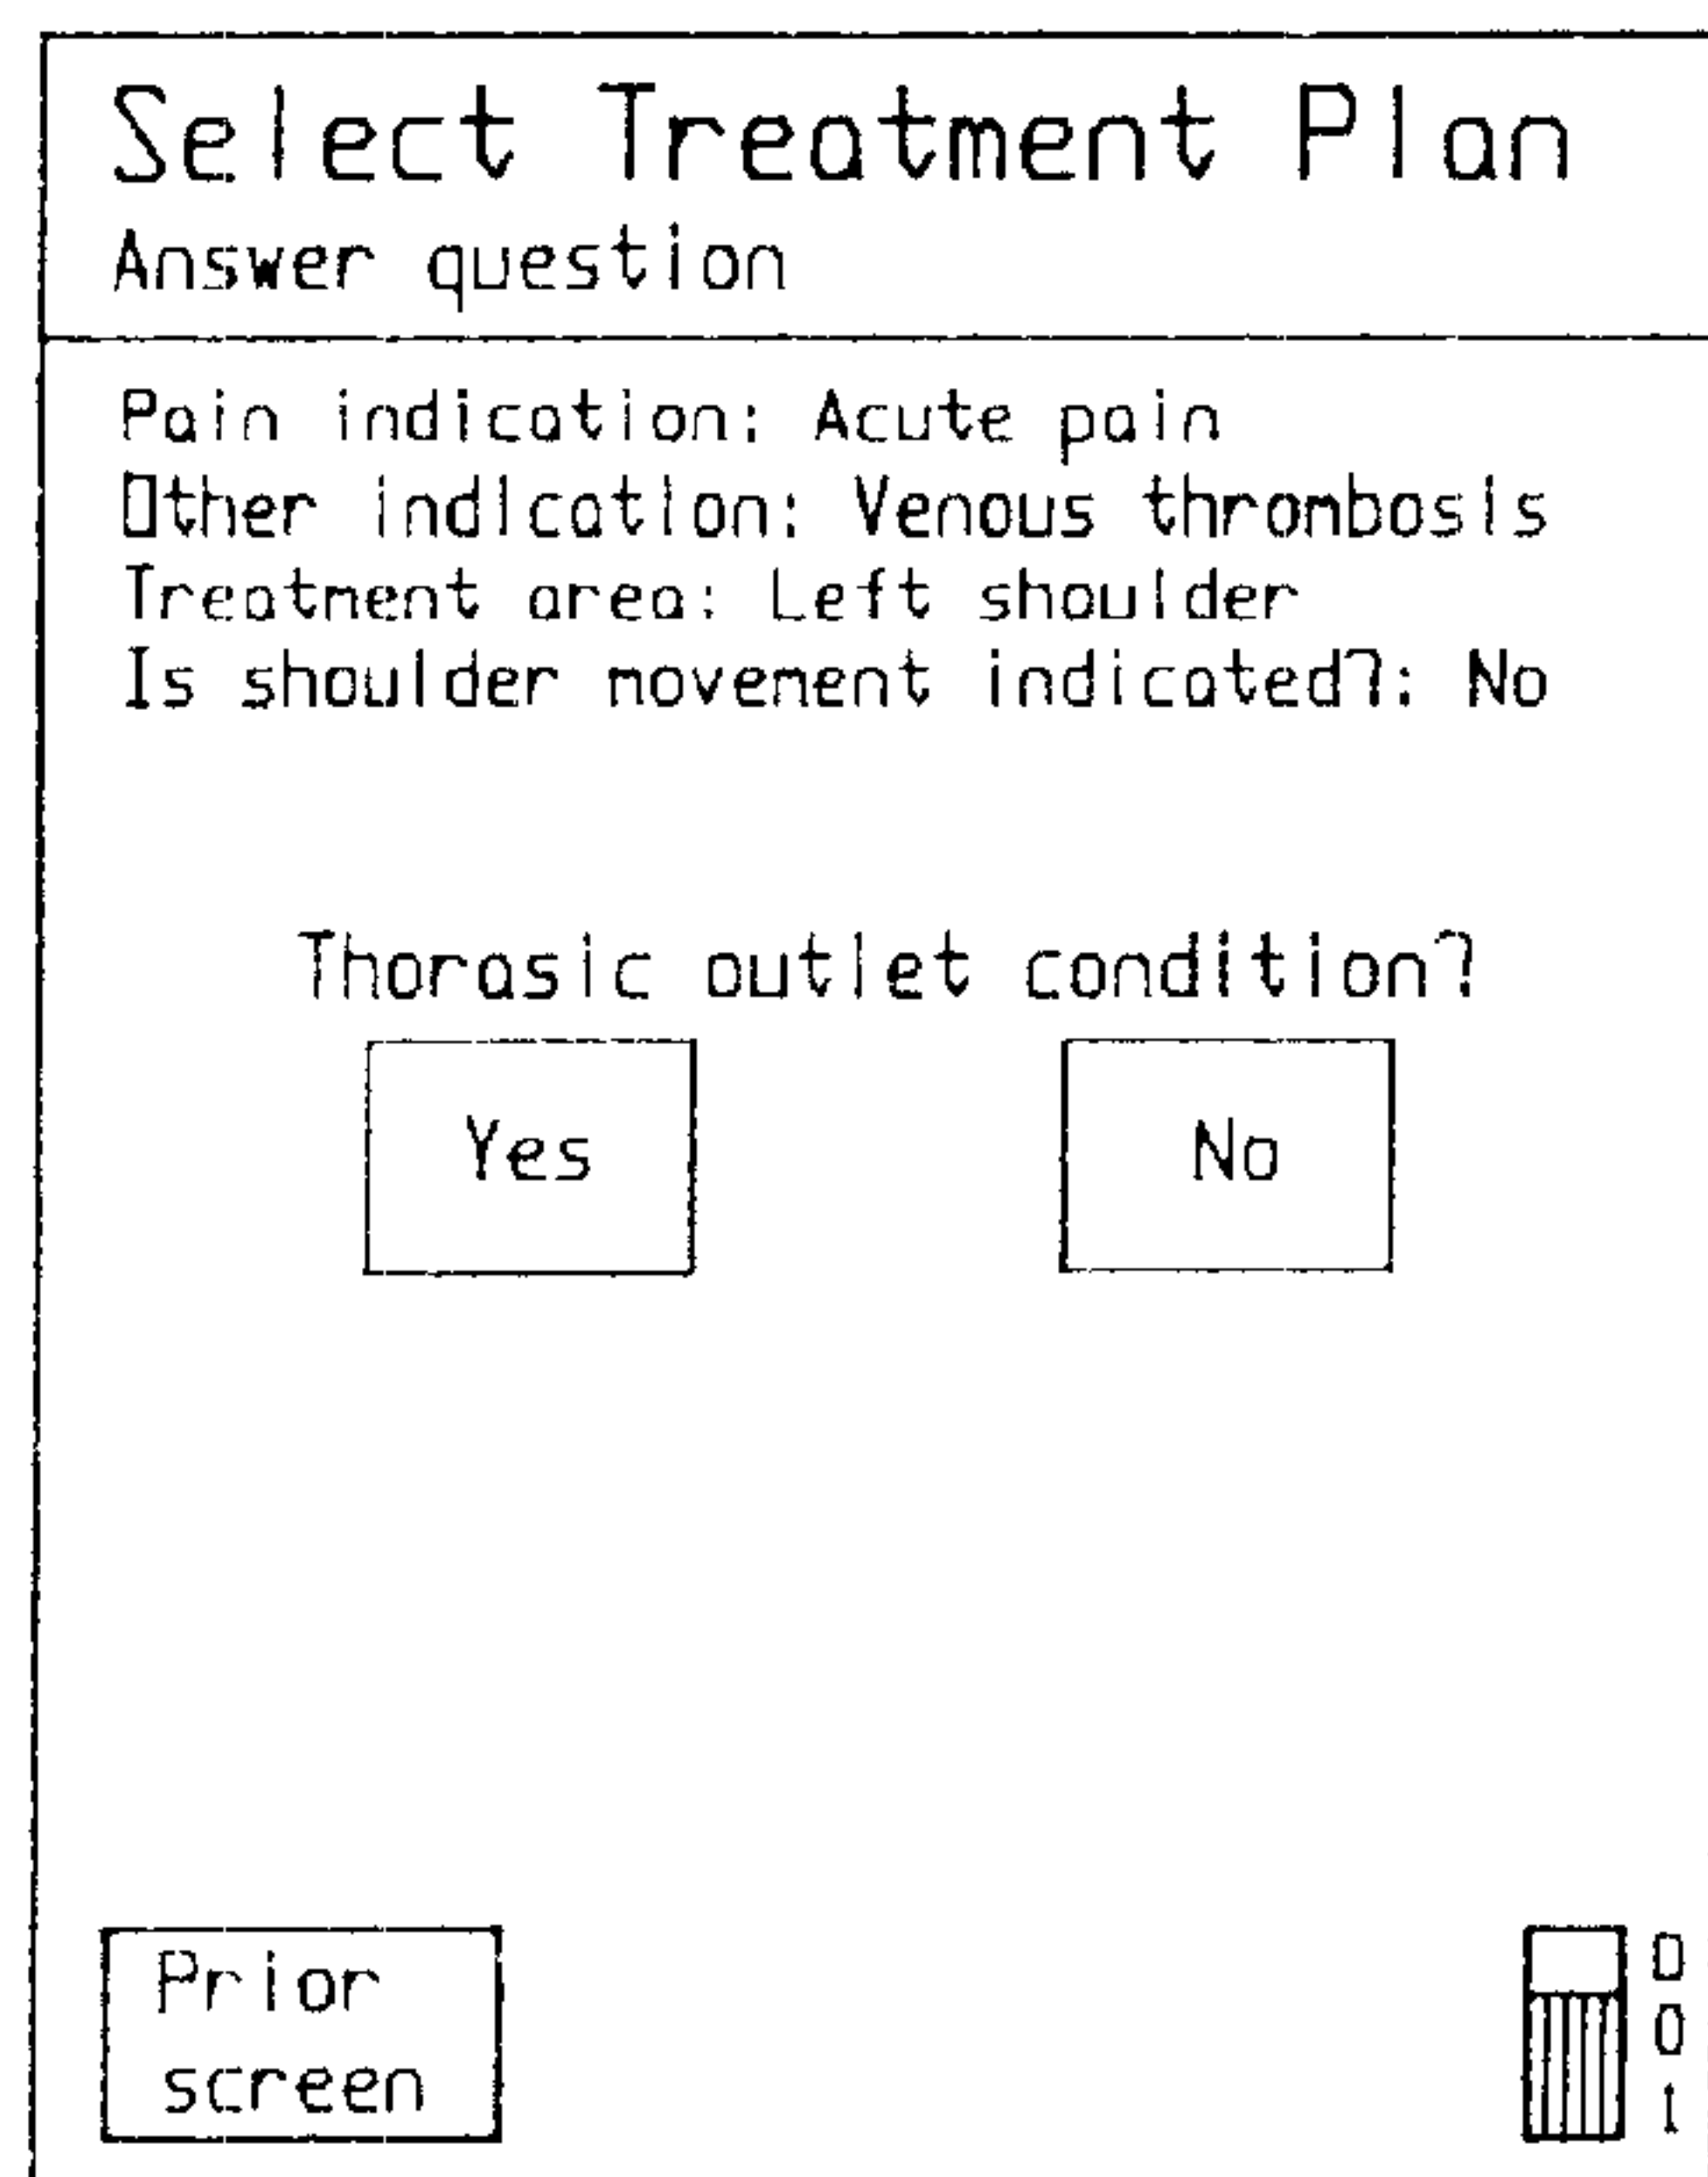 Select Treatment Plan
Answer question
Pain indication: Acute pain
Other indication: Venous thrombosis
Treatment area: Left shoulder
Is shoulder movement indicated?: No
Thorasic outlet condition?
Yes
No
Prior
screen
0
0
1